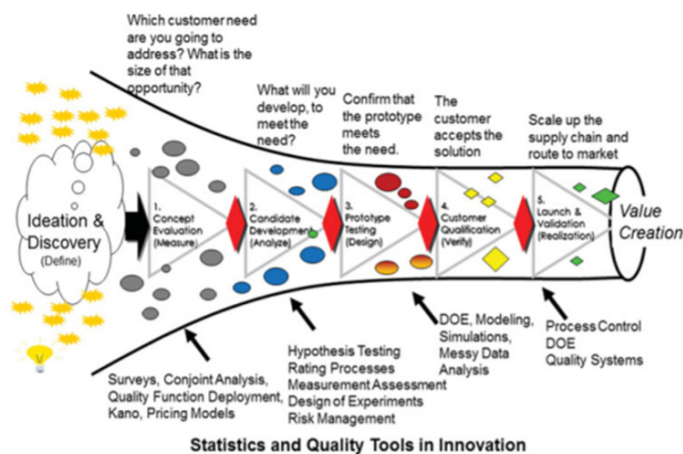 Which customer need
are you going to
address? What is the
size of that
opportunity?
What will you
develop, to
meet the
need?
Confirm that
the prototype
meets
the need.
The
customer
accepts the
solution
Scale up the
supply chain and
route to market
Ideation &
Discovery
(Define)
1.
Concept
Evaluation
(Measure)
2.
Candidate
Development
(Analyze)
3.
Prototype
Testing
(Design)
4.
Customer
Qualification
(Verify)
5.
Launch &
Validation
(Realization)
Value
Creation
Surveys, Conjoint Analysis,
Quality Function Deployment,
Kano, Pricing Models
Hypothesis Testing
Rating Processes
Measurement Assessment
Design of Experiments
Risk Management
DOE, Modeling,
Simulations,
Messy Data
Analysis
Process Control
DOE
Quality Systems
Statistics and Quality Tools in Innovation